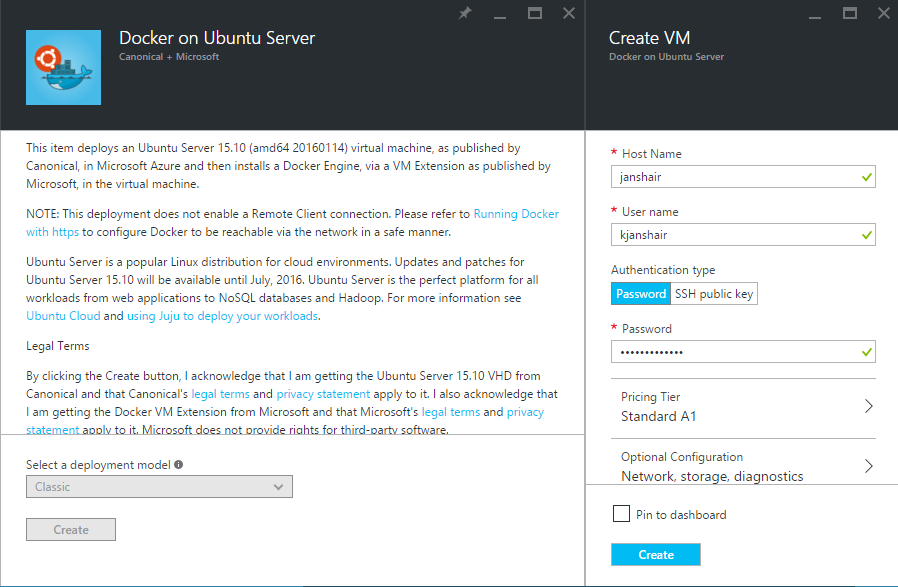 Docker on Ubuntu Server
Canonical + Microsoft
This item deploys an Ubuntu Server 15.10 (amd64 20160114) virtual machine, as published by
Canonical, in Microsoft Azure and then installs a Docker Engine, via a VM Extension as published by
Microsoft, in the virtual machine.
NOTE: This deployment does not enable a Remote Client connection. Please refer to Running Docker
with https to configure Docker to be reachable via the network in a safe manner.
Ubuntu Server is a popular Linux distribution for cloud environments. Updates and patches for
Ubuntu Server 15.10 will be available until July, 2016. Ubuntu Server is the perfect platform for all
workloads from web applications to NoSQL databases and Hadoop. For more information see
Ubuntu Cloud and using Juju to deploy your workloads.
Legal Terms
By clicking the Create button, I acknowledge that I am getting the Ubuntu Server 15.10 VHD from
Canonical and that Canonical's legal terms and privacy statement apply to it. I also acknowledge that
I am getting the Docker VM Extension from Microsoft and that Microsoft's legal terms and privacy
statement apply to it. Microsoft does not provide rights for third-party software.
Select a deployment model
Classic
Create
Create VM
Docker on Ubuntu Server
* Host Name
janshair
* User name
kjanshair
Authentication type
Password SSH public key
* Password
•••••••••••••
Pricing Tier
Standard A1
Optional Configuration
Network, storage, diagnostics
Pin to dashboard
Create